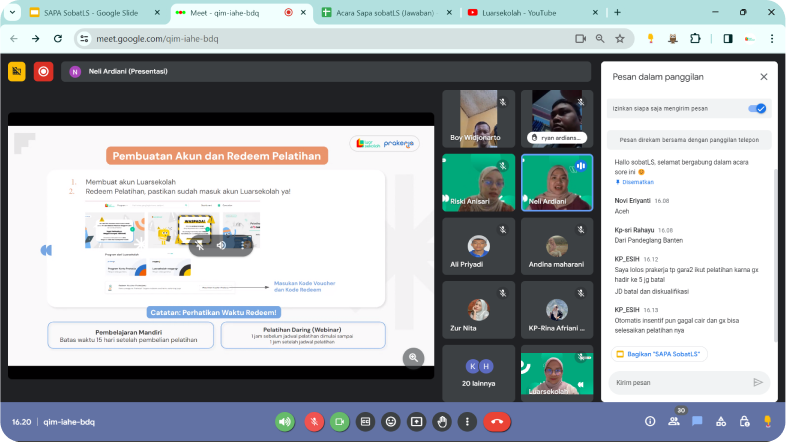 SAPA SobatLS - Google Slide
Meet - qim-iahe-bdq
Acara Sapa sobatLS (Jawaban)
Luarsekolah - YouTube
meet.google.com/qim-iahe-bdq
N
Neli Ardiani (Presentasi)
prakerja
Pembuatan Akun dan Redeem Pelatihan
1. Membuat akun Luarsekolah
2. Redeem Pelatihan, pastikan sudah masuk akun Luarsekolah ya!
WASPADA!
Masukan Kode Voucher
dan Kode Redeem
Catatan: Perhatikan Waktu Redeem!
Pembelajaran Mandiri
Batas waktu 15 hari setelah pembelian pelatihan
Pelatihan Daring (Webinar)
1 jam sebelum jadwal pelatihan dimulai sampai
1 jam setelah jadwal pelatihan
Boy Widjonarto
ryan ardians...
Riski Anisari
Neli Ardiani
Ali Priyadi
Andina maharani
Zur Nita
KP-Rina Afriani ...
K H
20 lainnya
Luarsekolah
Pesan dalam panggilan
Izinkan siapa saja mengirim pesan
Pesan direkam bersama dengan panggilan telepon
Hallo sobatLS, selamat bergabung dalam acara
sore ini
Disematkan
Novi Eriyanti 16.08
Aceh
Kp-sri Rahayu 16.08
Dari Pandeglang Banten
KP_ESIH 16.12
Saya lolos prakerja tp gara2 ikut pelatihan karna gx
hadir ke 5 jg batal
JD batal dan diskualifikasi
KP_ESIH 16.13
Otomatis insentif pun gagal cair dan gx bisa
selesaikan pelatihan nya
Bagikan "SAPA SobatLS"
Kirim pesan
16.20 | qim-iahe-bdq
30